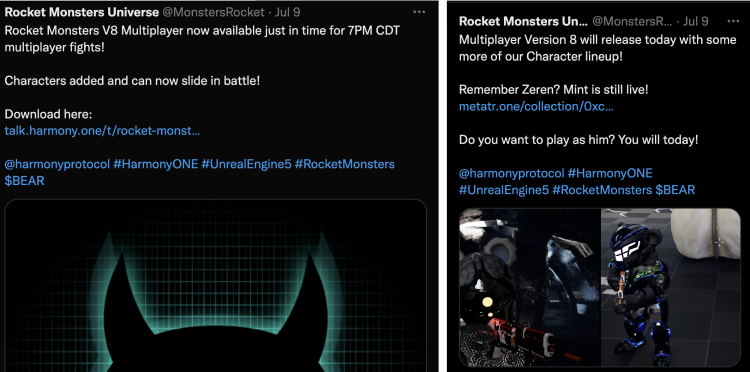 Rocket Monsters Universe @MonstersRocket · Jul 9 ···
Rocket Monsters V8 Multiplayer now available just in time for 7PM CDT
multiplayer fights!
Characters added and can now slide in battle!
Download here:
talk.harmony.one/t/rocket-monst...
@harmonyprotocol #HarmonyONE #UnrealEngine5 #RocketMonsters
$BEAR
Rocket Monsters Un... @MonstersR... · Jul 9 ···
Multiplayer Version 8 will release today with some
more of our Character lineup!
Remember Zeren? Mint is still live!
metatr.one/collection/0xc...
Do you want to play as him? You will today!
@harmonyprotocol #HarmonyONE
#UnrealEngine5 #RocketMonsters $BEAR